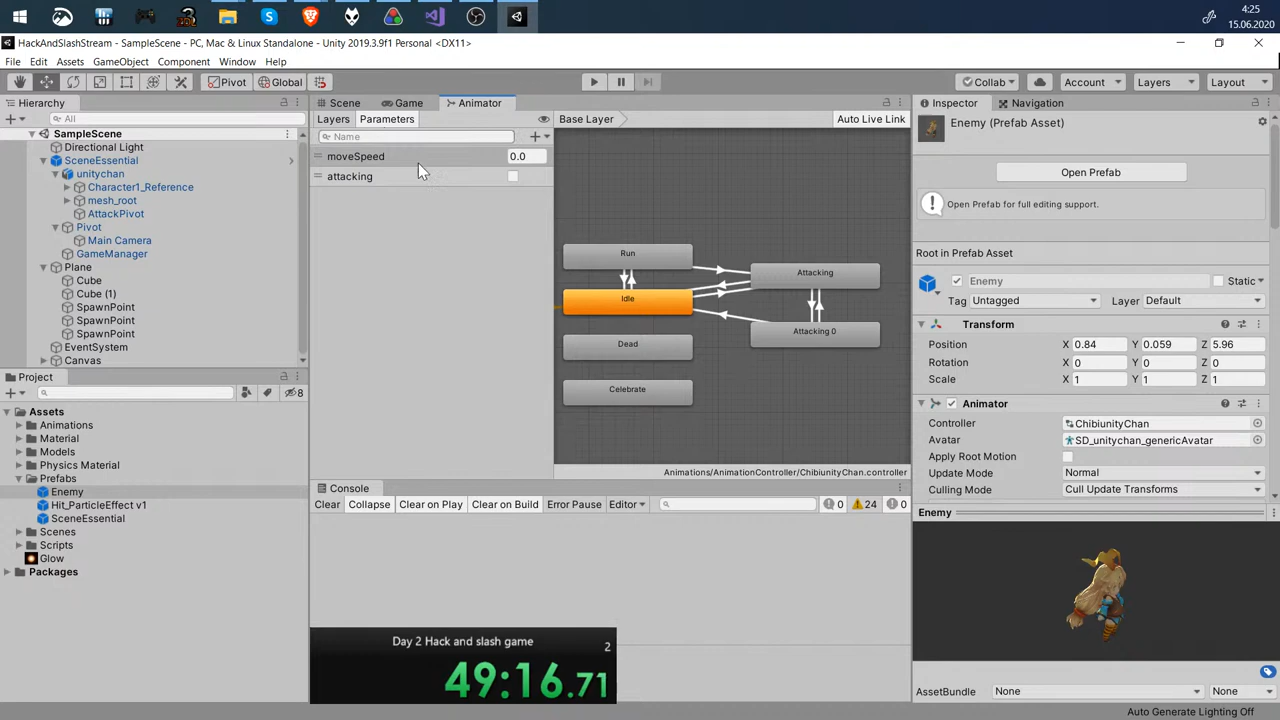 4:25
15.06.2020
HackAndSlashStream - SampleScene - PC, Mac & Linux Standalone - Unity 2019.3.9f1 Personal <DX11>
File Edit Assets GameObject Component Window Help
Pivot Global Collab Account Layers Layout
Hierarchy
All
SampleScene
Directional Light
SceneEssential
unitychan
Character1_Reference
mesh_root
AttackPivot
Pivot
Main Camera
GameManager
Plane
Cube
Cube (1)
SpawnPoint
SpawnPoint
SpawnPoint
EventSystem
Canvas
Project
8
Assets
Animations
Material
Models
Physics Material
Prefabs
Enemy
Hit_ParticleEffect v1
SceneEssential
Scenes
Scripts
Glow
Packages
Scene Game Animator
Layers Parameters
Name
moveSpeed 0.0
attacking
Base Layer Auto Live Link
Run
Idle
Dead
Celebrate
Attacking
Attacking 0
Animations/AnimationController/ChibiunityChan.controller
Console
Clear Collapse Clear on Play Clear on Build Error Pause Editor 0 24 0
Day 2 Hack and slash game
2
49:16.71
Inspector Navigation
Enemy (Prefab Asset)
Open Prefab
Open Prefab for full editing support.
Root in Prefab Asset
Enemy Static
Tag Untagged Layer Default
Transform
Position X 0.84 Y 0.059 Z 5.96
Rotation X 0 Y 0 Z 0
Scale X 1 Y 1 Z 1
Animator
Controller ChibiunityChan
Avatar SD_unitychan_genericAvatar
Apply Root Motion
Update Mode Normal
Culling Mode Cull Update Transforms
Enemy
AssetBundle None None
Auto Generate Lighting Off